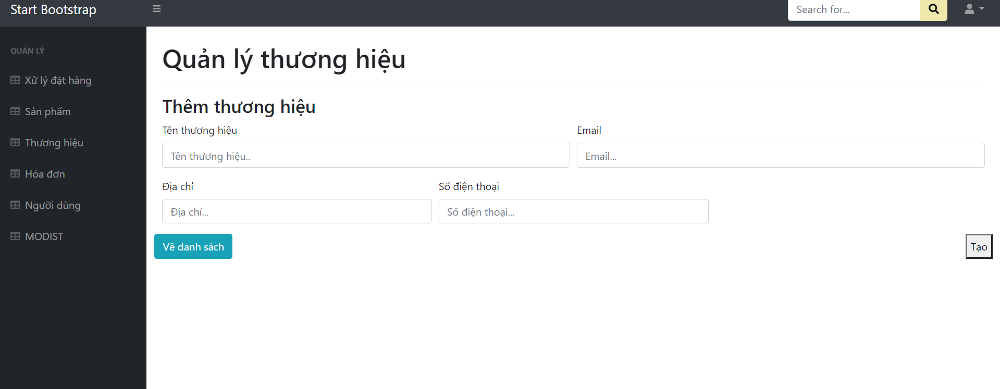 Start Bootstrap
Search for...
QUẢN LÝ
Xử lý đặt hàng
Sản phẩm
Thương hiệu
Hóa đơn
Người dùng
MODIST
Quản lý thương hiệu
Thêm thương hiệu
Tên thương hiệu
Email
Tên thương hiệu..
Email...
Địa chỉ
Số điện thoại
Địa chỉ...
Số điện thoại...
Về danh sách
Tạo